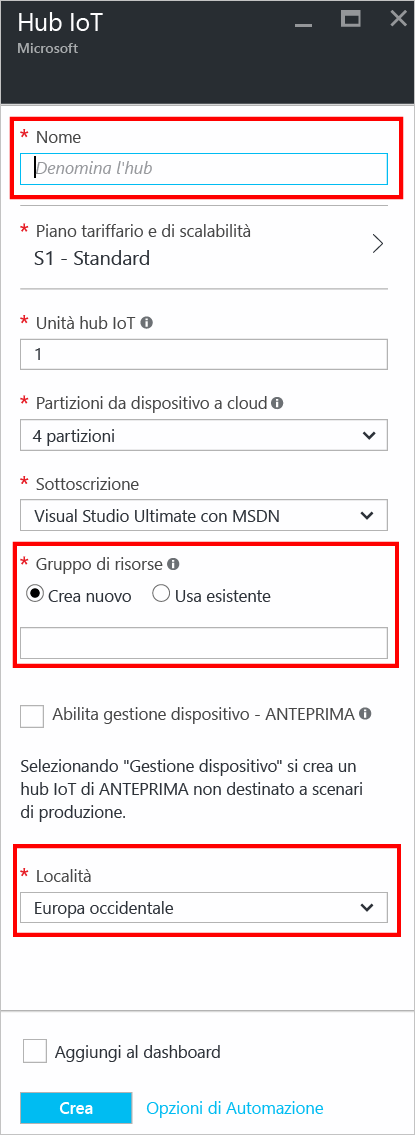 Hub IoT
Microsoft
* Nome
Denomina l'hub
* Piano tariffario e di scalabilità
S1 - Standard
* Unità hub IoT
1
* Partizioni da dispositivo a cloud
4 partizioni
* Sottoscrizione
Visual Studio Ultimate con MSDN
* Gruppo di risorse
Crea nuovo Usa esistente
Abilita gestione dispositivo - ANTEPRIMA
Selezionando "Gestione dispositivo" si crea un
hub IoT di ANTEPRIMA non destinato a scenari
di produzione.
* Località
Europa occidentale
Aggiungi al dashboard
Crea Opzioni di Automazione